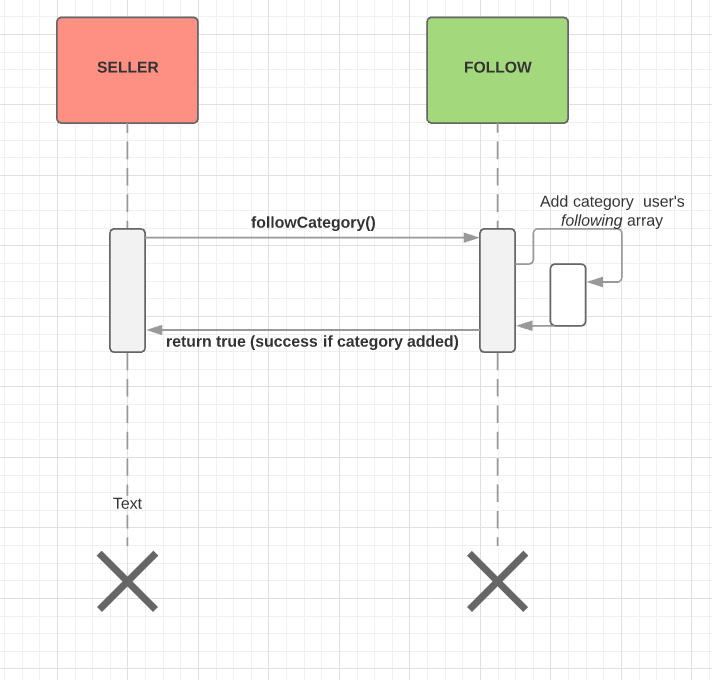 SELLER
FOLLOW
Add category  user's
following array
followCategory()
return true (success if category added)
Text